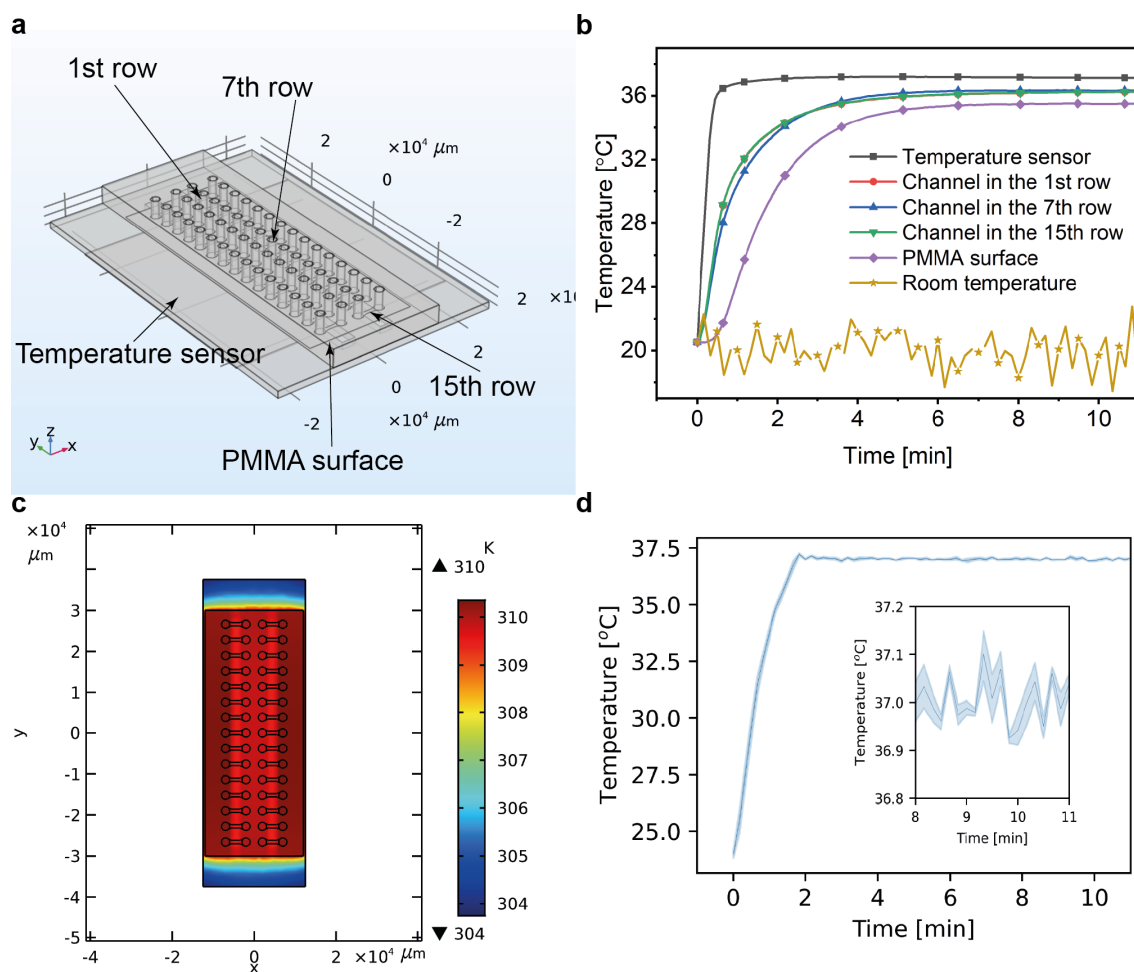 a
1st row
7th row
2
×10⁴ μm
0
-2
2
0
-2
×10⁴ μm
Temperature sensor
15th row
PMMA surface
y
z
x
b
36
32
28
24
20
Temperature [°C]
Temperature sensor
Channel in the 1st row
Channel in the 7th row
Channel in the 15th row
PMMA surface
Room temperature
0
2
4
6
8
10
Time [min]
c
×10⁴
μm
3
2
1
0
-1
-2
-3
-4
-5
y
-4
-2
0
2
×10⁴ μm
4
x
K
310
310
309
308
307
306
305
304
304
d
37.5
35.0
32.5
30.0
27.5
25.0
Temperature [°C]
0
2
4
6
8
10
Time [min]
37.2
37.1
37.0
36.9
36.8
Temperature [°C]
8
9
10
11
Time [min]